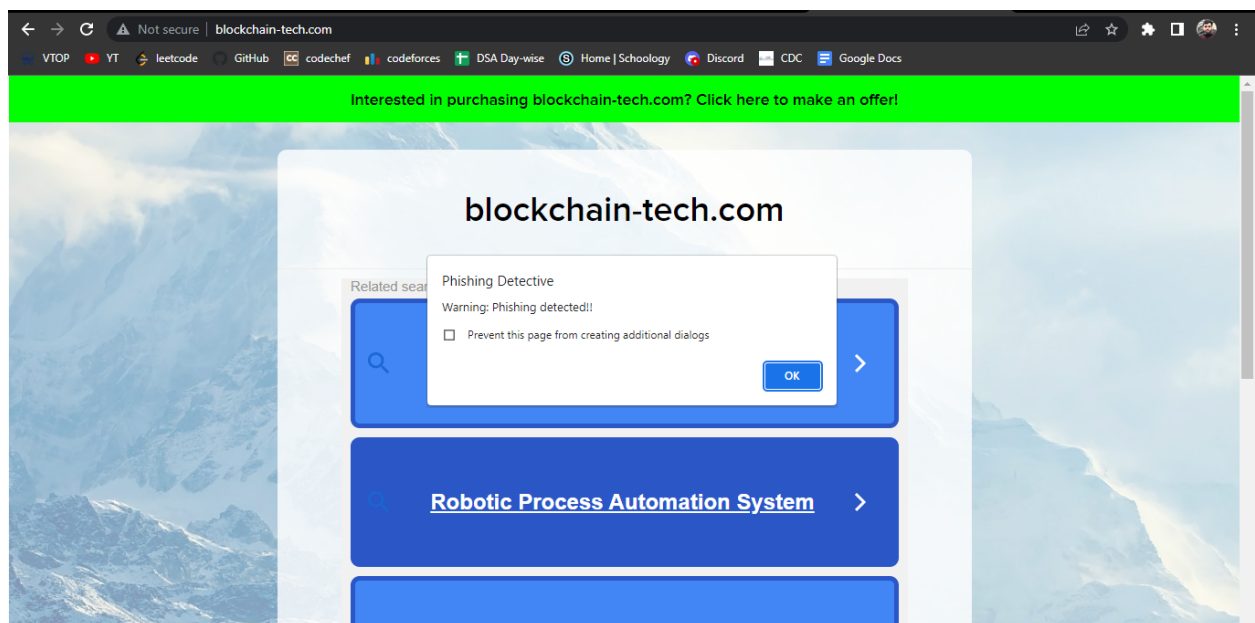 Not secure | blockchain-tech.com
VTOP YT leetcode GitHub CC codechef codeforces DSA Day-wise S Home | Schoology Discord CDC Google Docs
Interested in purchasing blockchain-tech.com? Click here to make an offer!
blockchain-tech.com
Related sear
Phishing Detective
Warning: Phishing detected!!
Prevent this page from creating additional dialogs
OK
Robotic Process Automation System